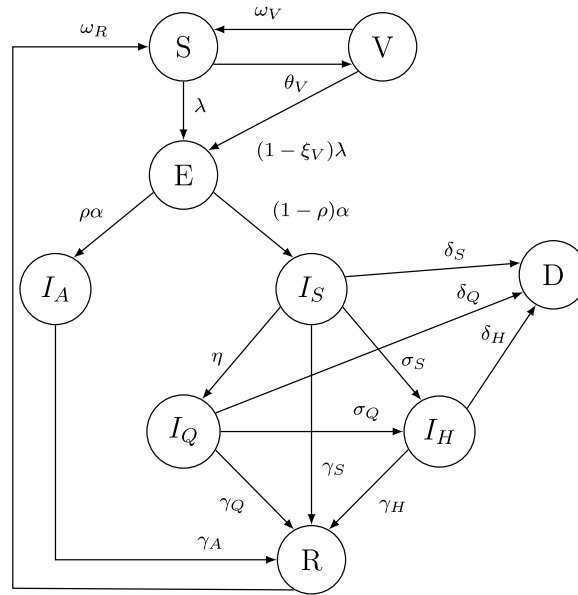 ω_V
ω_R
S
V
θ_V
λ
(1 − ξ_V)λ
E
ρα
(1 − ρ)α
δ_S
I_A
I_S
D
δ_Q
δ_H
η
σ_S
σ_Q
I_Q
I_H
γ_S
γ_Q
γ_H
γ_A
R